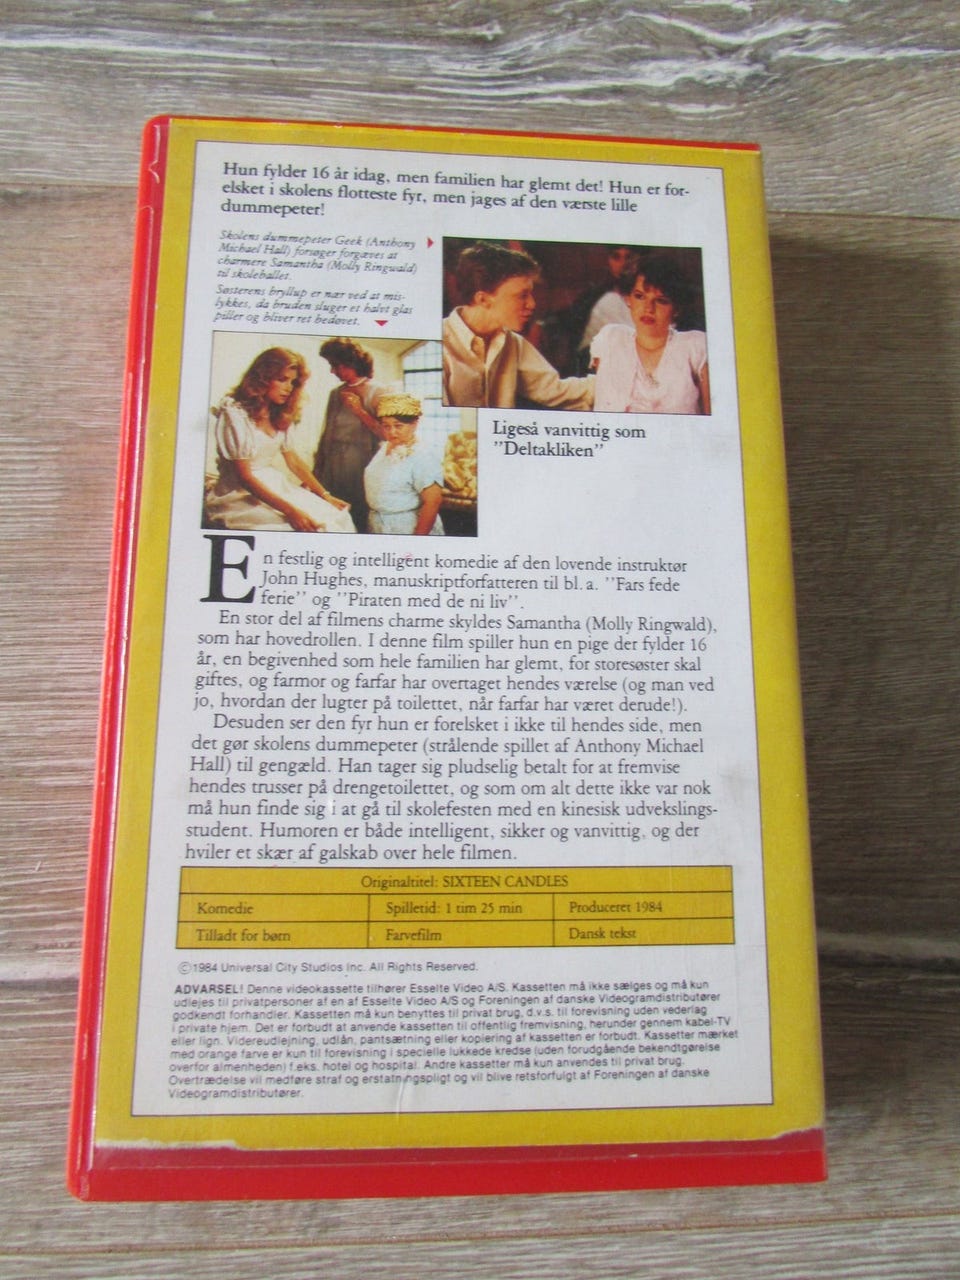 Hun fylder 16 år idag, men familien har glemt det! Hun er for-
elsket i skolens flotteste fyr, men jages af den værste lille
dummepeter!
Skolens dummepeter Geek (Anthony
Michael Hall) forsøger forgæves at
charmere Samantha (Molly Ringwald)
til skoleballet.
Søsterens bryllup er nær ved at mis-
lykkes, da bruden sluger et halvt glas
piller og bliver ret bedøvet.
Ligeså vanvittig som
"Deltakliken"
En festlig og intelligent komedie af den lovende instruktør
John Hughes, manuskriptforfatteren til bl. a. "Fars fede
ferie" og "Piraten med de ni liv".
En stor del af filmens charme skyldes Samantha (Molly Ringwald),
som har hovedrollen. I denne film spiller hun en pige der fylder 16
år, en begivenhed som hele familien har glemt, for storesøster skal
giftes, og farmor og farfar har overtaget hendes værelse (og man ved
jo, hvordan der lugter på toilettet, når farfar har været derude!).
Desuden ser den fyr hun er forelsket i ikke til hendes side, men
det gør skolens dummepeter (strålende spillet af Anthony Michael
Hall) til gengæld. Han tager sig pludselig betalt for at fremvise
hendes trusser på drengetoilettet, og som om alt dette ikke var nok
må hun finde sig i at gå til skolefesten med en kinesisk udvekslings-
student. Humoren er både intelligent, sikker og vanvittig, og der
hviler et skær af galskab over hele filmen.
Originaltitel: SIXTEEN CANDLES
Komedie Spilletid: 1 tim 25 min Produceret 1984
Tilladt for børn Farvefilm Dansk tekst
©1984 Universal City Studios Inc. All Rights Reserved.
ADVARSEL! Denne videokassette tilhører Esselte Video A/S. Kassetten må ikke sælges og må kun
udlejes til privatpersoner af en af Esselte Video A/S og Foreningen af danske Videogramdistributører
godkendt forhandler. Kassetten må kun benyttes til privat brug, d.v.s. til forevisning uden vederlag
i private hjem. Det er forbudt at anvende kassetten til offentlig fremvisning, herunder gennem kabel-TV
eller lign. Videreudlejning, udlån, pantsætning eller kopiering af kassetten er forbudt. Kassetter mærket
med orange farve er kun til forevisning i specielle lukkede kredse (uden forudgående bekendtgørelse
overfor almenheden) f.eks. hotel og hospital. Andre kassetter må kun anvendes til privat brug.
Overtrædelse vil medføre straf og erstatningspligt og vil blive retsforfulgt af Foreningen af danske
Videogramdistributører.